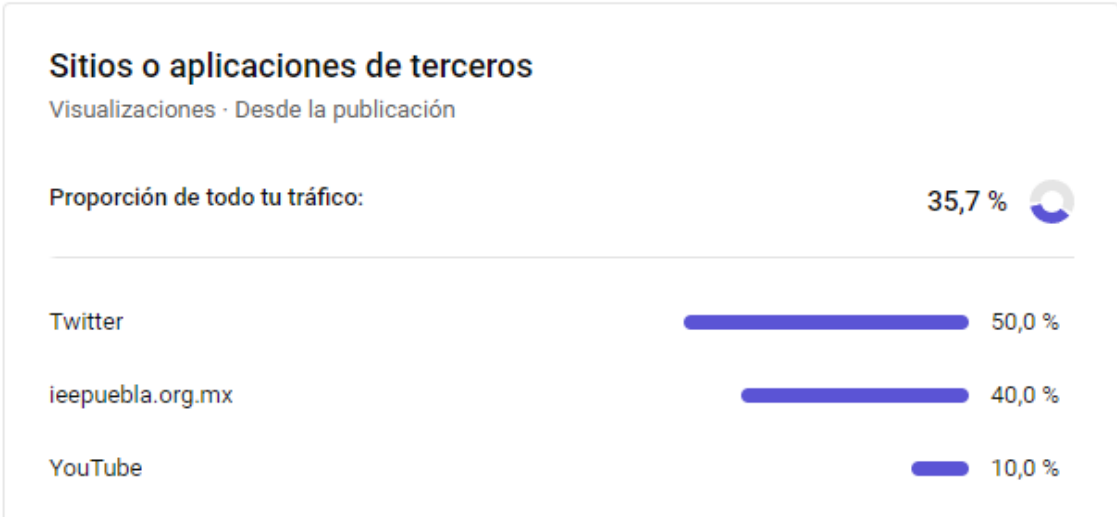 Sitios o aplicaciones de terceros
Visualizaciones · Desde la publicación
Proporción de todo tu tráfico: 35,7 %
Twitter 50,0 %
ieepuebla.org.mx 40,0 %
YouTube 10,0 %